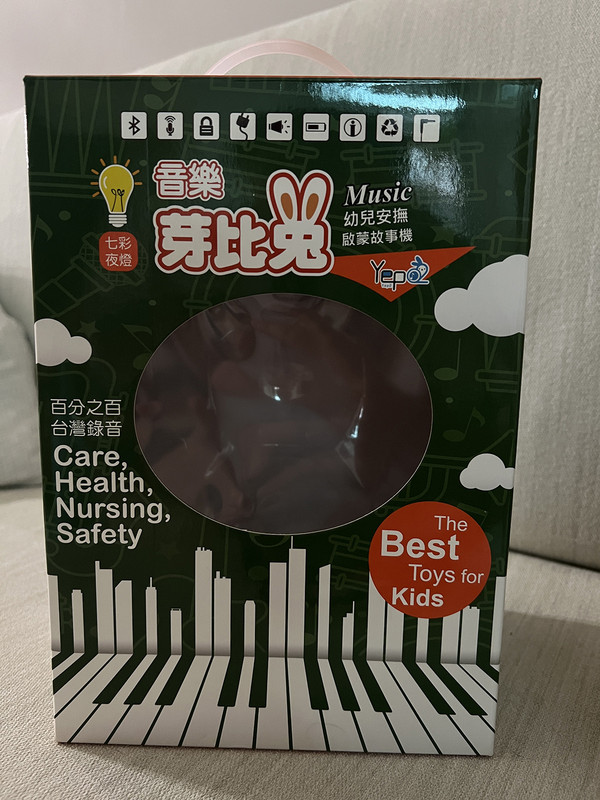 音樂
芽比兔
Music
幼兒安撫
啟蒙故事機
七彩
夜燈
Yepo2
百分之百
台灣錄音
Care,
Health,
Nursing,
Safety
The
Best
Toys for
Kids